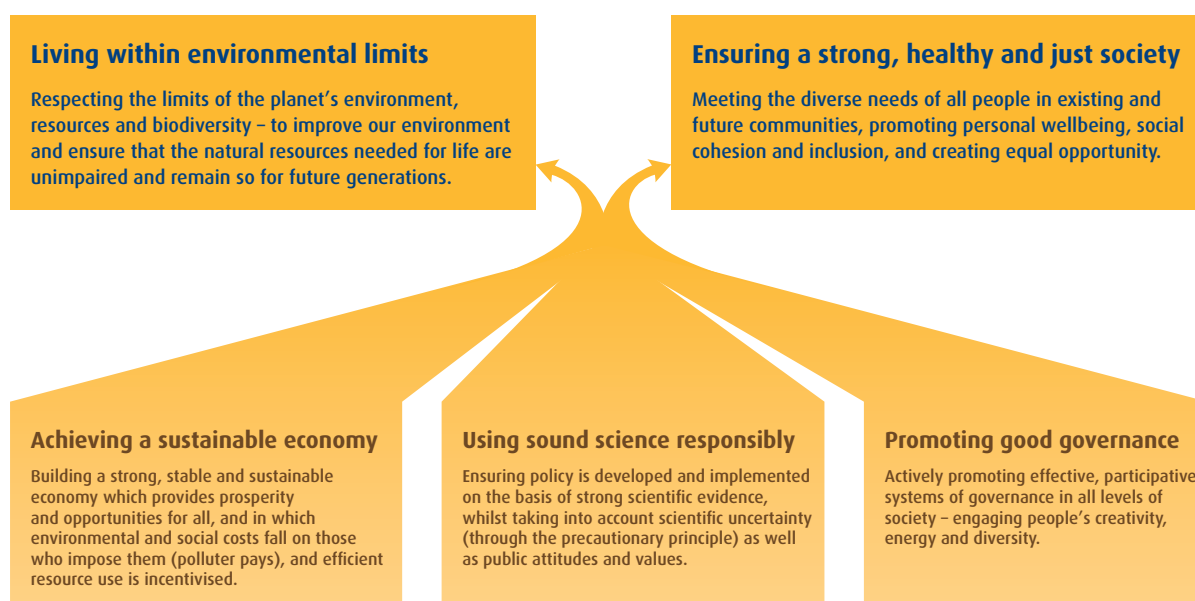 Living within environmental limits
Respecting the limits of the planet’s environment,
resources and biodiversity – to improve our environment
and ensure that the natural resources needed for life are
unimpaired and remain so for future generations.
Ensuring a strong, healthy and just society
Meeting the diverse needs of all people in existing and
future communities, promoting personal wellbeing, social
cohesion and inclusion, and creating equal opportunity.
Achieving a sustainable economy
Building a strong, stable and sustainable
economy which provides prosperity
and opportunities for all, and in which
environmental and social costs fall on those
who impose them (polluter pays), and efficient
resource use is incentivised.
Using sound science responsibly
Ensuring policy is developed and implemented
on the basis of strong scientific evidence,
whilst taking into account scientific uncertainty
(through the precautionary principle) as well
as public attitudes and values.
Promoting good governance
Actively promoting effective, participative
systems of governance in all levels of
society – engaging people’s creativity,
energy and diversity.